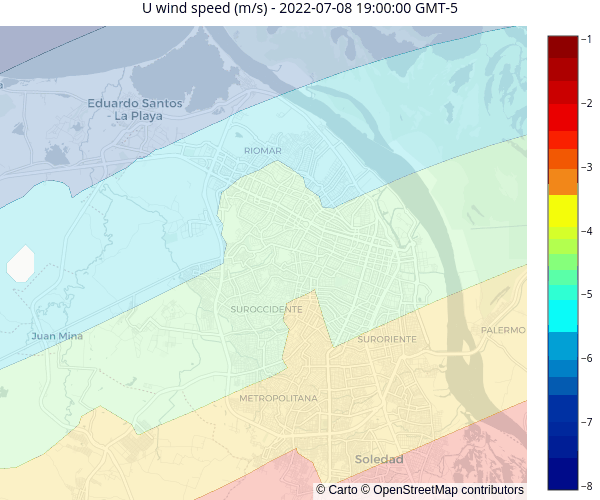 U wind speed (m/s) - 2022-07-08 19:00:00 GMT-5
−1
Eduardo Santos
- La Playa
−2
RIOMAR
−3
−4
−5
SUROCCIDENTE
PALERMO
Juan Mina
SURORIENTE
−6
METROPOLITANA
−7
Soledad
−8
© Carto © OpenStreetMap contributors